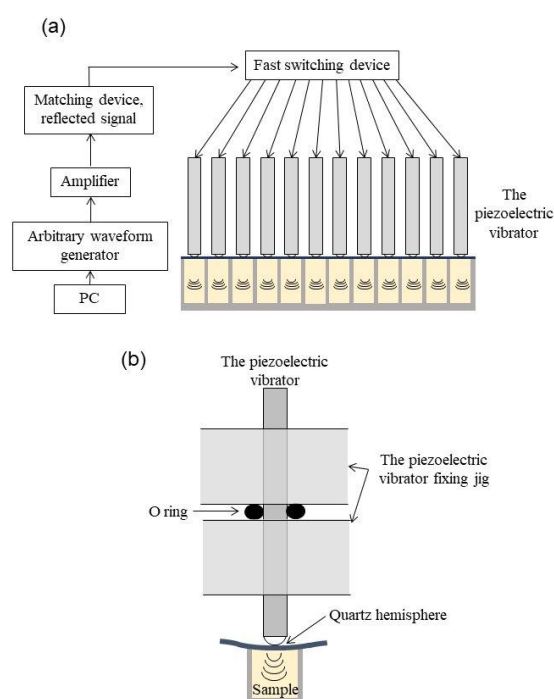 (a)
Fast switching device
Matching device,
reflected signal
Amplifier
Arbitrary waveform
generator
PC
The
piezoelectric
vibrator
(b)
The piezoelectric
vibrator
The piezoelectric
vibrator fixing jig
O ring
Quartz hemisphere
Sample